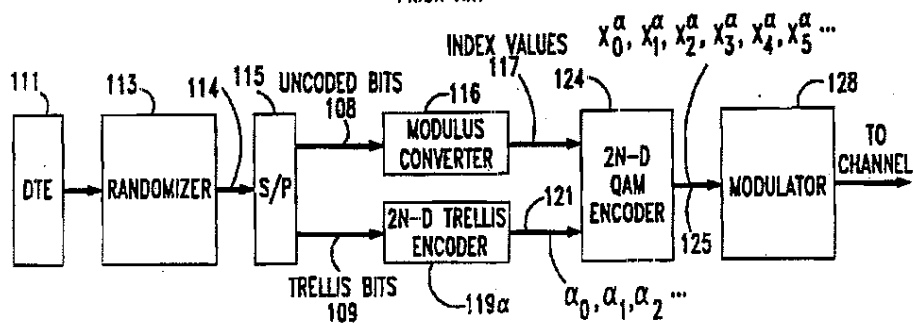 PRIOR ART
INDEX VALUES
117
X₀^α, X₁^α, X₂^α, X₃^α, X₄^α, X₅^α ...
111
113
114
115
UNCODED BITS
108
116
124
128
DTE
RANDOMIZER
S/P
MODULUS
CONVERTER
2N-D
QAM
ENCODER
MODULATOR
TO
CHANNEL
2N-D TRELLIS
ENCODER
121
125
TRELLIS BITS
109
119α
α₀, α₁, α₂ ...